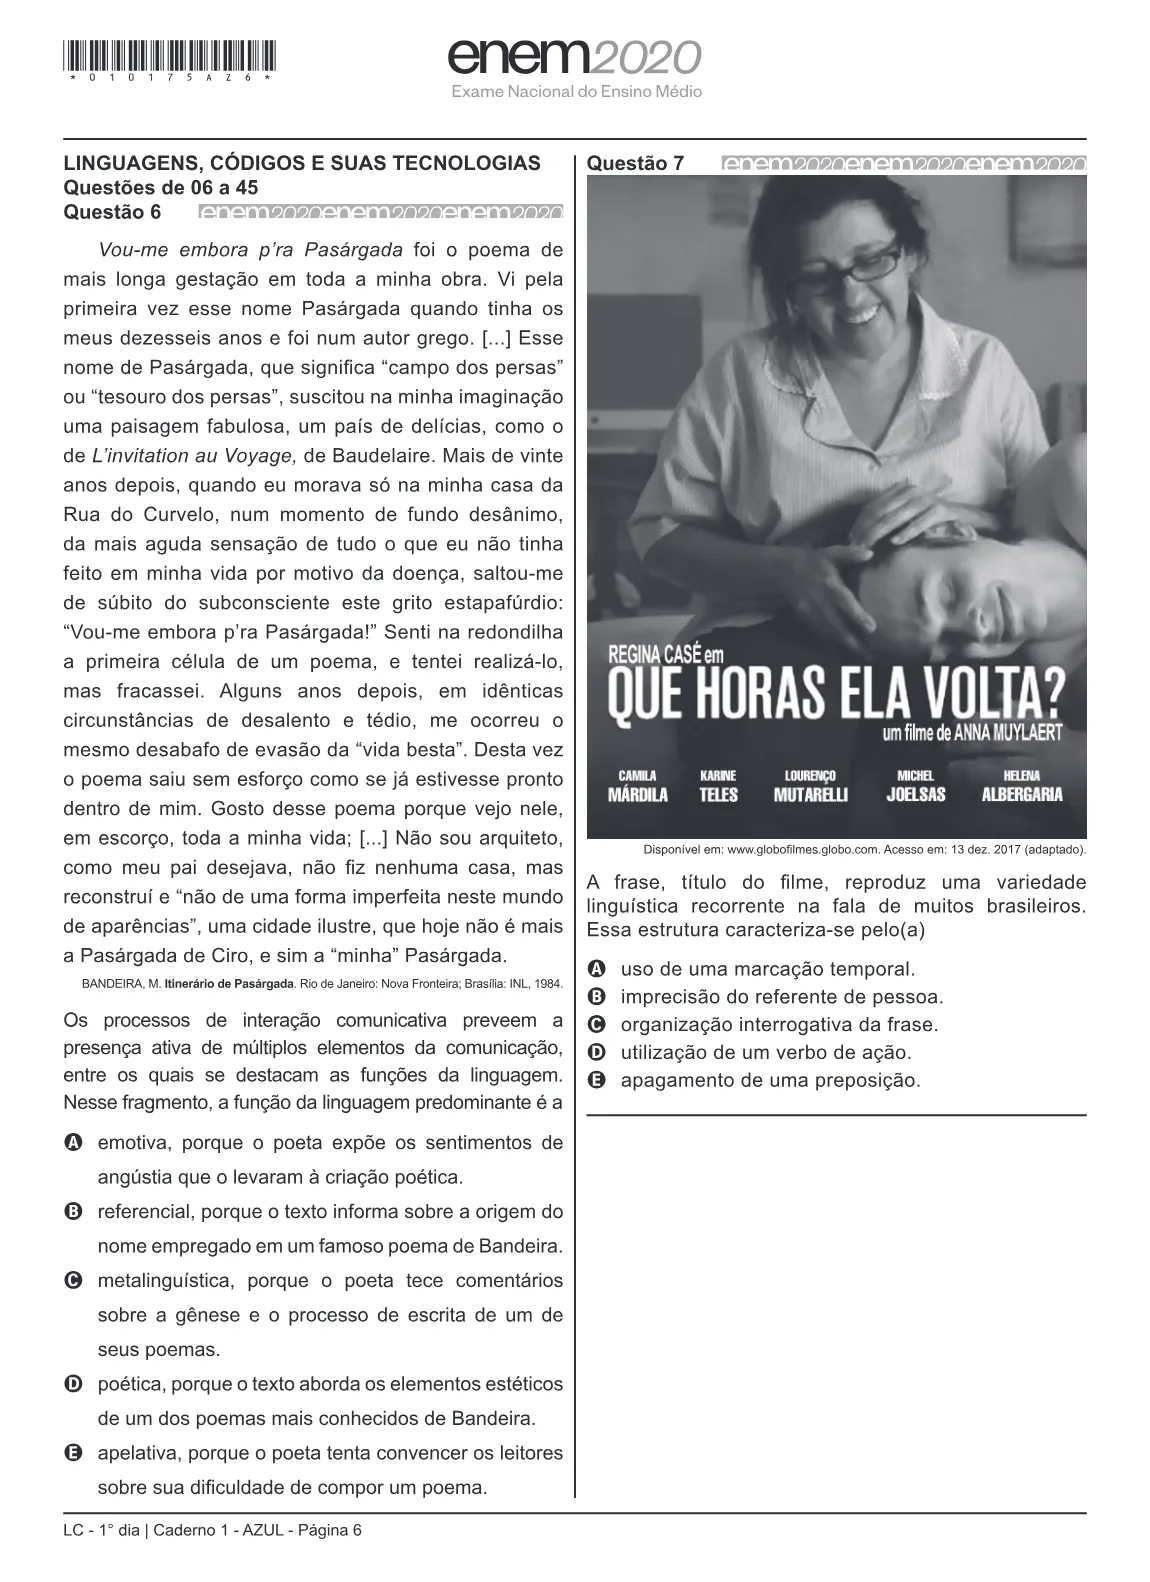 *010175AZ6*
enem2020
Exame Nacional do Ensino Médio
LINGUAGENS, CÓDIGOS E SUAS TECNOLOGIAS
Questões de 06 a 45
Questão 6 enem2020enem2020enem2020
Vou-me embora p’ra Pasárgada foi o poema de
mais longa gestação em toda a minha obra. Vi pela
primeira vez esse nome Pasárgada quando tinha os
meus dezesseis anos e foi num autor grego. [...] Esse
nome de Pasárgada, que significa “campo dos persas”
ou “tesouro dos persas”, suscitou na minha imaginação
uma paisagem fabulosa, um país de delícias, como o
de L’invitation au Voyage, de Baudelaire. Mais de vinte
anos depois, quando eu morava só na minha casa da
Rua do Curvelo, num momento de fundo desânimo,
da mais aguda sensação de tudo o que eu não tinha
feito em minha vida por motivo da doença, saltou-me
de súbito do subconsciente este grito estapafúrdio:
“Vou-me embora p’ra Pasárgada!” Senti na redondilha
a primeira célula de um poema, e tentei realizá-lo,
mas fracassei. Alguns anos depois, em idênticas
circunstâncias de desalento e tédio, me ocorreu o
mesmo desabafo de evasão da “vida besta”. Desta vez
o poema saiu sem esforço como se já estivesse pronto
dentro de mim. Gosto desse poema porque vejo nele,
em escorço, toda a minha vida; [...] Não sou arquiteto,
como meu pai desejava, não fiz nenhuma casa, mas
reconstruí e “não de uma forma imperfeita neste mundo
de aparências”, uma cidade ilustre, que hoje não é mais
a Pasárgada de Ciro, e sim a “minha” Pasárgada.
BANDEIRA, M. Itinerário de Pasárgada. Rio de Janeiro: Nova Fronteira; Brasília: INL, 1984.
Os processos de interação comunicativa preveem a
presença ativa de múltiplos elementos da comunicação,
entre os quais se destacam as funções da linguagem.
Nesse fragmento, a função da linguagem predominante é a
A emotiva, porque o poeta expõe os sentimentos de
angústia que o levaram à criação poética.
B referencial, porque o texto informa sobre a origem do
nome empregado em um famoso poema de Bandeira.
C metalinguística, porque o poeta tece comentários
sobre a gênese e o processo de escrita de um de
seus poemas.
D poética, porque o texto aborda os elementos estéticos
de um dos poemas mais conhecidos de Bandeira.
E apelativa, porque o poeta tenta convencer os leitores
sobre sua dificuldade de compor um poema.
Questão 7 enem2020enem2020enem2020
REGINA CASÉ em
QUE HORAS ELA VOLTA?
um filme de ANNA MUYLAERT
CAMILA MÁRDILA
KARINE TELES
LOURENÇO MUTARELLI
MICHEL JOELSAS
HELENA ALBERGARIA
Disponível em: www.globofilmes.globo.com. Acesso em: 13 dez. 2017 (adaptado).
A frase, título do filme, reproduz uma variedade
linguística recorrente na fala de muitos brasileiros.
Essa estrutura caracteriza-se pelo(a)
A uso de uma marcação temporal.
B imprecisão do referente de pessoa.
C organização interrogativa da frase.
D utilização de um verbo de ação.
E apagamento de uma preposição.
LC - 1° dia | Caderno 1 - AZUL - Página 6